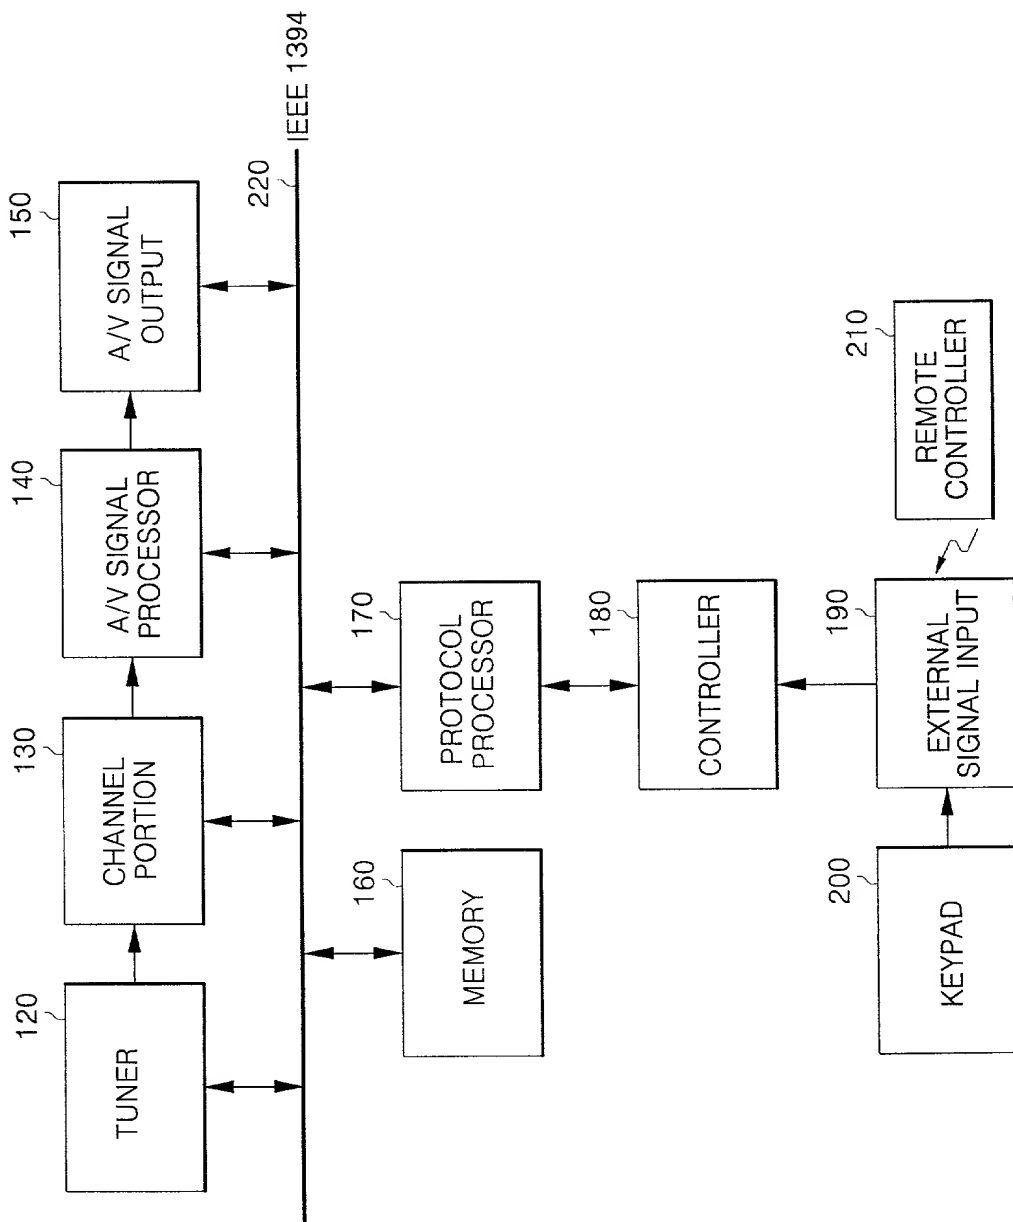 120
TUNER
130
CHANNEL
PORTION
140
A/V SIGNAL
PROCESSOR
150
A/V SIGNAL
OUTPUT
220
IEEE 1394
160
MEMORY
170
PROTOCOL
PROCESSOR
180
CONTROLLER
200
KEYPAD
190
EXTERNAL
SIGNAL INPUT
210
REMOTE
CONTROLLER